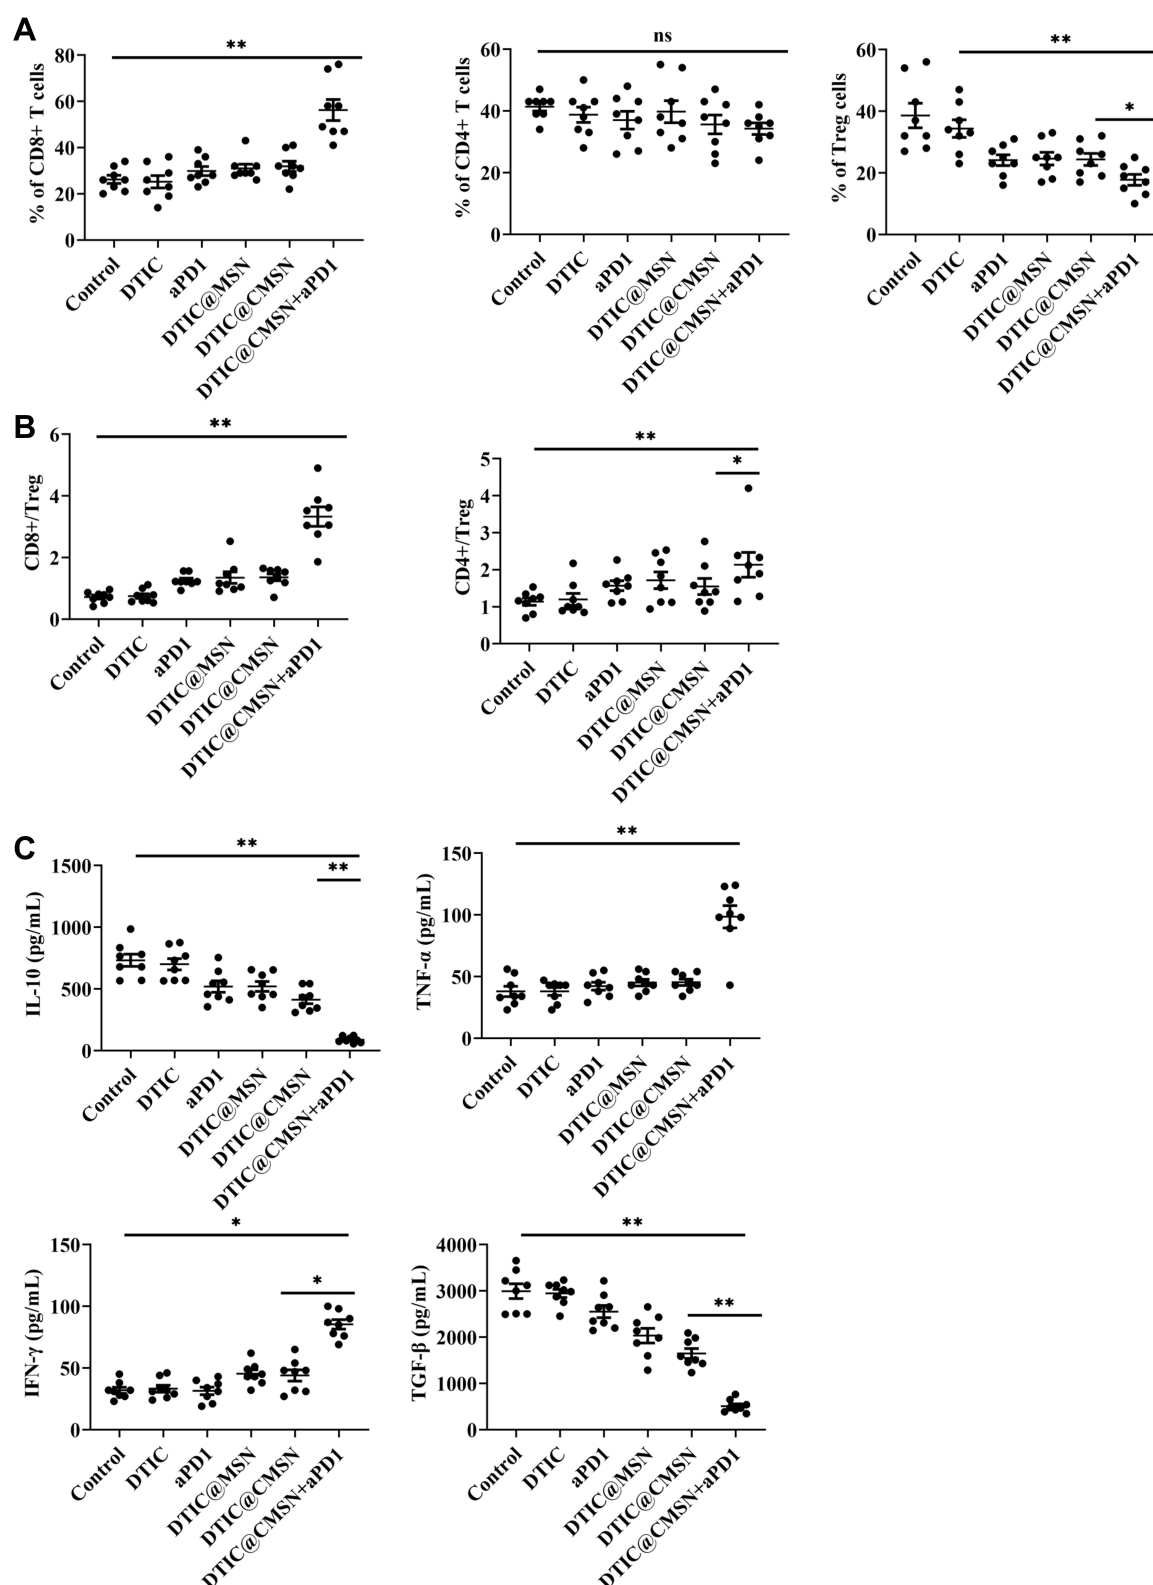 A
% of CD8+ T cells
80
60
40
20
0
**
Control
DTIC
aPD1
DTIC@MSN
DTIC@CMSN
DTIC@CMSN+aPD1
% of CD4+ T cells
60
40
20
0
ns
Control
DTIC
aPD1
DTIC@MSN
DTIC@CMSN
DTIC@CMSN+aPD1
% of Treg cells
60
40
20
0
**
*
Control
DTIC
aPD1
DTIC@MSN
DTIC@CMSN
DTIC@CMSN+aPD1
B
CD8+/Treg
6
4
2
0
**
Control
DTIC
aPD1
DTIC@MSN
DTIC@CMSN
DTIC@CMSN+aPD1
CD4+/Treg
5
4
3
2
1
0
**
*
Control
DTIC
aPD1
DTIC@MSN
DTIC@CMSN
DTIC@CMSN+aPD1
C
IL-10 (pg/mL)
1500
1000
500
0
**
**
Control
DTIC
aPD1
DTIC@MSN
DTIC@CMSN
DTIC@CMSN+aPD1
TNF-α (pg/mL)
150
100
50
0
**
Control
DTIC
aPD1
DTIC@MSN
DTIC@CMSN
DTIC@CMSN+aPD1
IFN-γ (pg/mL)
150
100
50
0
*
*
Control
DTIC
aPD1
DTIC@MSN
DTIC@CMSN
DTIC@CMSN+aPD1
TGF-β (pg/mL)
4000
3000
2000
1000
0
**
**
Control
DTIC
aPD1
DTIC@MSN
DTIC@CMSN
DTIC@CMSN+aPD1